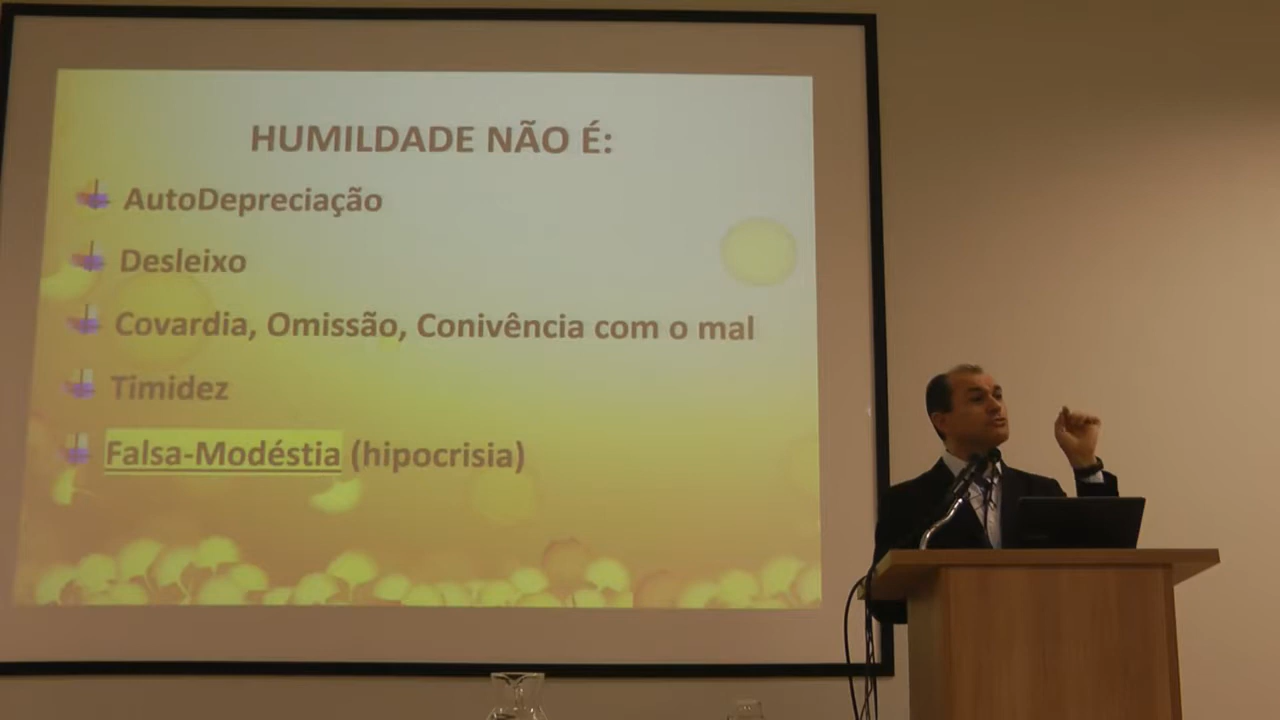 HUMILDADE NÃO É:
AutoDepreciação
Desleixo
Covardia, Omissão, Conivência com o mal
Timidez
Falsa-Modéstia (hipocrisia)